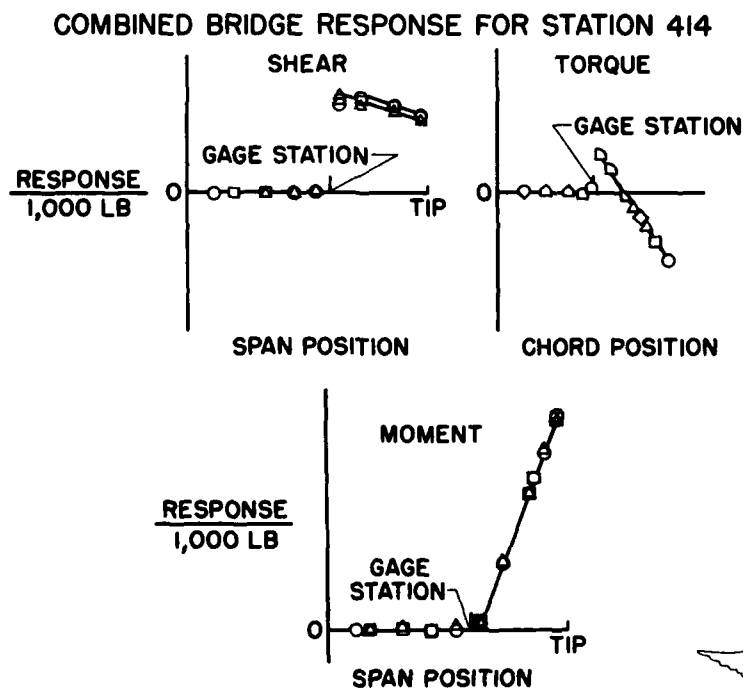 COMBINED BRIDGE RESPONSE FOR STATION 414
SHEAR
TORQUE
GAGE STATION
GAGE STATION
RESPONSE
1,000 LB
0
TIP
0
SPAN POSITION
CHORD POSITION
MOMENT
RESPONSE
1,000 LB
GAGE
STATION
0
TIP
SPAN POSITION